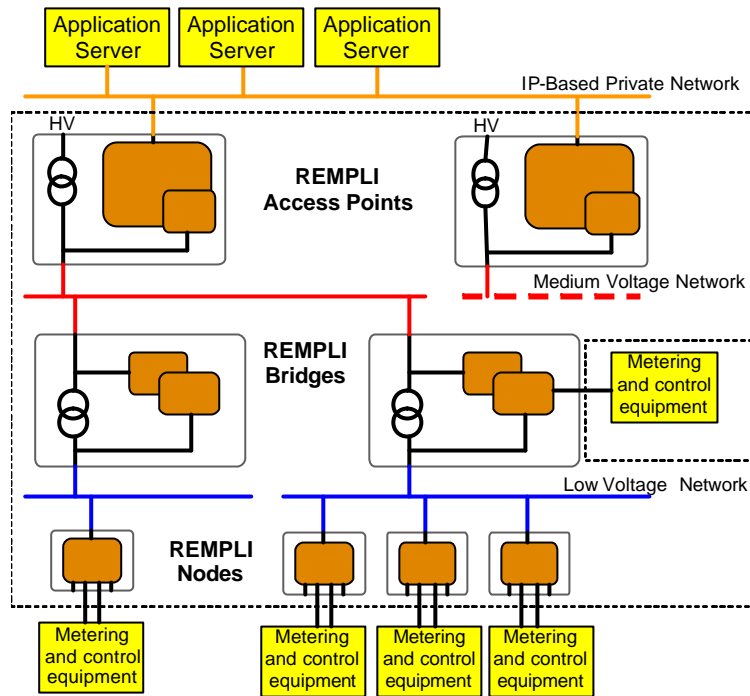 Application
Server
Application
Server
Application
Server
IP-Based Private Network
HV
HV
REMPLI
Access Points
Medium Voltage Network
REMPLI
Bridges
Metering
and control
equipment
Low Voltage Network
REMPLI
Nodes
Metering
and control
equipment
Metering
and control
equipment
Metering
and control
equipment
Metering
and control
equipment